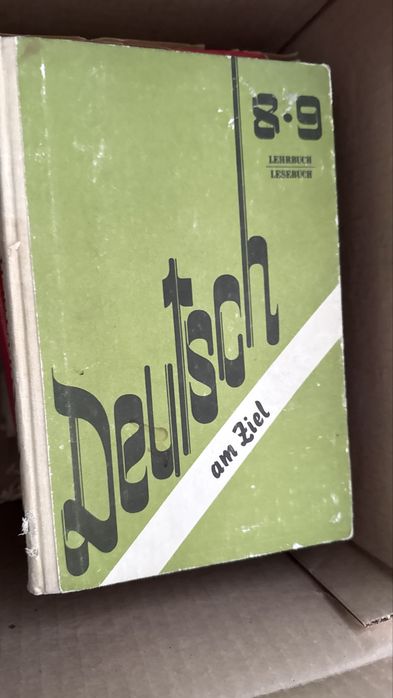 8·9
LEHRBUCH
LESEBUCH
Deutsch
am Ziel